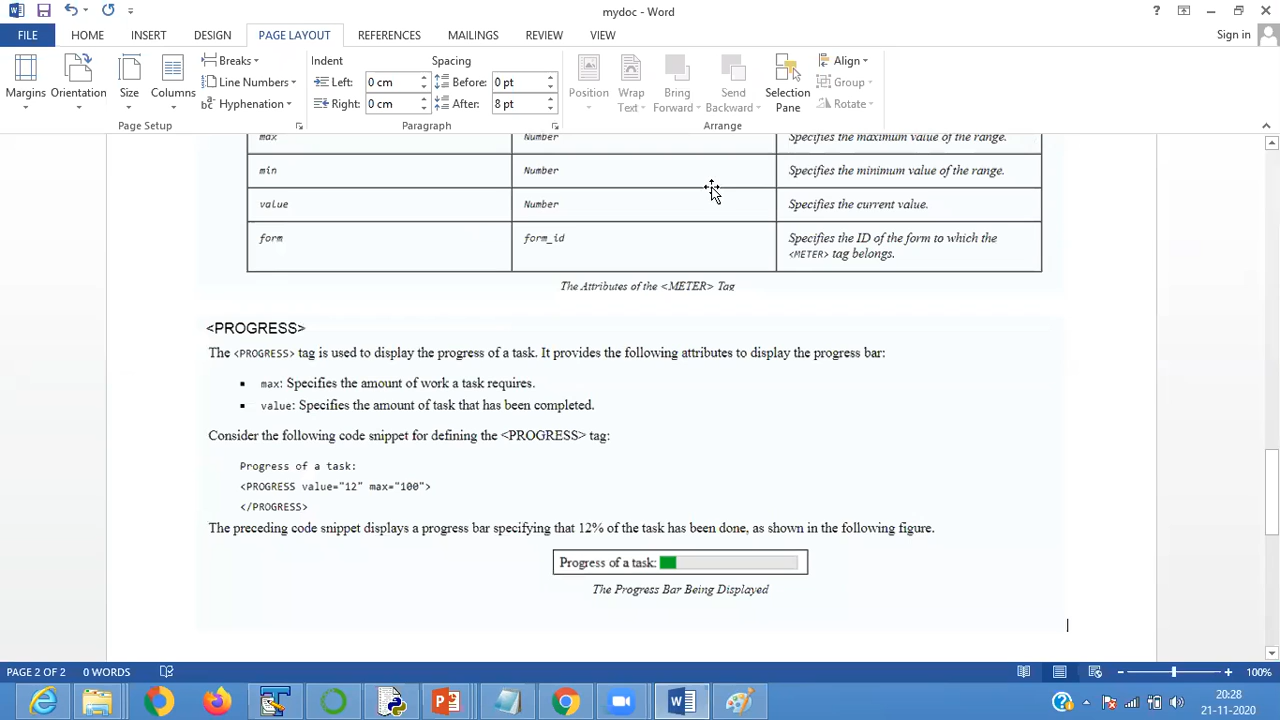 mydoc - Word
?
FILE HOME INSERT DESIGN PAGE LAYOUT REFERENCES MAILINGS REVIEW VIEW Sign in
Margins
Orientation
Size
Columns
Breaks
Line Numbers
Hyphenation
Page Setup
Indent
Left: 0 cm
Right: 0 cm
Spacing
Before: 0 pt
After: 8 pt
Paragraph
Position
Wrap
Text
Bring
Forward
Send
Backward
Selection
Pane
Align
Group
Rotate
Arrange
max Number Specifies the maximum value of the range.
min Number Specifies the minimum value of the range.
value Number Specifies the current value.
form form_id Specifies the ID of the form to which the
<METER> tag belongs.
The Attributes of the <METER> Tag
<PROGRESS>
The <PROGRESS> tag is used to display the progress of a task. It provides the following attributes to display the progress bar:
▪ max: Specifies the amount of work a task requires.
▪ value: Specifies the amount of task that has been completed.
Consider the following code snippet for defining the <PROGRESS> tag:
Progress of a task:
<PROGRESS value="12" max="100">
</PROGRESS>
The preceding code snippet displays a progress bar specifying that 12% of the task has been done, as shown in the following figure.
Progress of a task:
The Progress Bar Being Displayed
PAGE 2 OF 2 0 WORDS 100%
20:28
21-11-2020